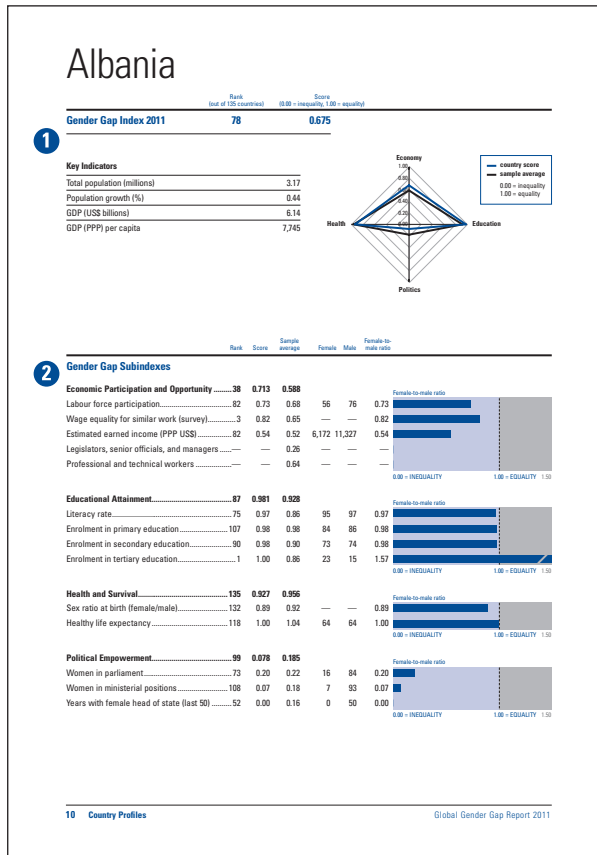 Albania
Rank (out of 135 countries) Score (0.00 = inequality, 1.00 = equality)
Gender Gap Index 2011 78 0.675
1
Key Indicators
Total population (millions) 3.17
Population growth (%) 0.44
GDP (US$ billions) 6.14
GDP (PPP) per capita 7,745
Economy
1.00
0.80
0.60
0.40
0.20
0.00
Health
Education
Politics
country score
sample average
0.00 = inequality
1.00 = equality
Rank Score Sample average Female Male Female-to-male ratio
2
Gender Gap Subindexes
Economic Participation and Opportunity ........38 0.713 0.588
Female-to-male ratio
Labour force participation..........82 0.73 0.68 56 76 0.73
Wage equality for similar work (survey)..........3 0.82 0.65 — — 0.82
Estimated earned income (PPP US$)..........82 0.54 0.52 6,172 11,327 0.54
Legislators, senior officials, and managers.....— — 0.26 — — —
Professional and technical workers ..........— — 0.64 — — —
0.00 = INEQUALITY 1.00 = EQUALITY 1.50
Educational Attainment..........87 0.981 0.928
Female-to-male ratio
Literacy rate..........75 0.97 0.86 95 97 0.97
Enrolment in primary education..........107 0.98 0.98 84 86 0.98
Enrolment in secondary education..........90 0.98 0.90 73 74 0.98
Enrolment in tertiary education..........1 1.00 0.86 23 15 1.57
0.00 = INEQUALITY 1.00 = EQUALITY 1.50
Health and Survival..........135 0.927 0.956
Female-to-male ratio
Sex ratio at birth (female/male)..........132 0.89 0.92 — — 0.89
Healthy life expectancy..........118 1.00 1.04 64 64 1.00
0.00 = INEQUALITY 1.00 = EQUALITY 1.50
Political Empowerment..........99 0.078 0.185
Female-to-male ratio
Women in parliament..........73 0.20 0.22 16 84 0.20
Women in ministerial positions..........108 0.07 0.18 7 93 0.07
Years with female head of state (last 50)..........52 0.00 0.16 0 50 0.00
0.00 = INEQUALITY 1.00 = EQUALITY 1.50
10 Country Profiles Global Gender Gap Report 2011